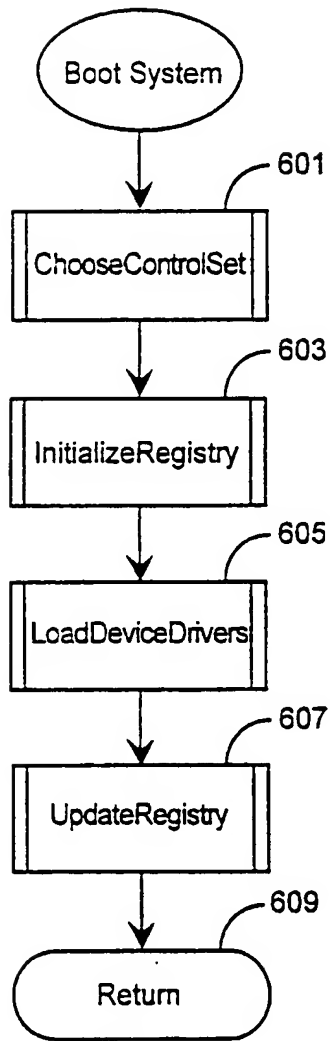 Boot System
601
ChooseControlSet
603
InitializeRegistry
605
LoadDeviceDrivers
607
UpdateRegistry
609
Return